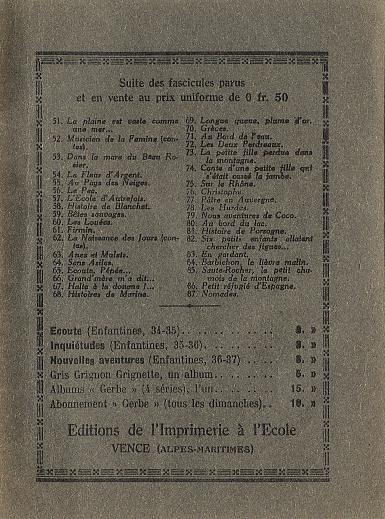 Suite des fascicules parus
et en vente au prix uniforme de 0 fr. 50
51. La plaine est vaste comme
une mer...
52. Musicien de la Famine (con-
tes).
53. Dans la mare du Beau Ro-
sier.
54. La Fleur d'Argent.
55. Au Pays des Neiges.
56. Le Pec.
57. L'Ecole d'Autrefois.
58. Histoire de Blanchet.
59. Bêtes sauvages.
60. Les Louées.
61. Firmin.
62. La Naissance des Jours (con-
tes).
63. Anes et Mulets.
64. Sans Asiles.
65. Ecoute, Pépée...
66. Grand'mère m'a dit...
67. Halte à la douane !...
68. Histoires de Marine.
69. Longue queue, plume d'or.
70. Grèces.
71. Au Bord de l'eau.
72. Les Deux Perdreaux.
73. La petite fille perdue dans
la montagne.
74. Conte d'une petite fille qui
s'était cassé la jambe.
75. Sur le Rhône.
76. Christophe.
77. Pâtre en Auvergne.
78. Les Hurdes.
79. Nous aventures de Coco.
80. Au bord du lac.
81. Histoire de l'orgogne.
82. Six petits enfants allaient
chercher des figues...
83. En gardant.
84. Barbichon, le lièvre malin.
85. Saute-Rocher, la petit cha-
mois de la montagne.
86. Petit réfugié d'Espagne.
87. Nomades.
Ecoute (Enfantines, 34-35)............ 8. »
Inquiétudes (Enfantines, 35-36)........ 8. »
Nouvelles aventures (Enfantines, 36-37) .. 8. »
Gris Grignon Grignette, un album....... 6. »
Albums « Gerbe » (4 séries), l'un....... 15. »
Abonnement « Gerbe » (tous les dimanches).. 10. »
Editions de l'Imprimerie à l'Ecole
VENCE (ALPES-MARITIMES)